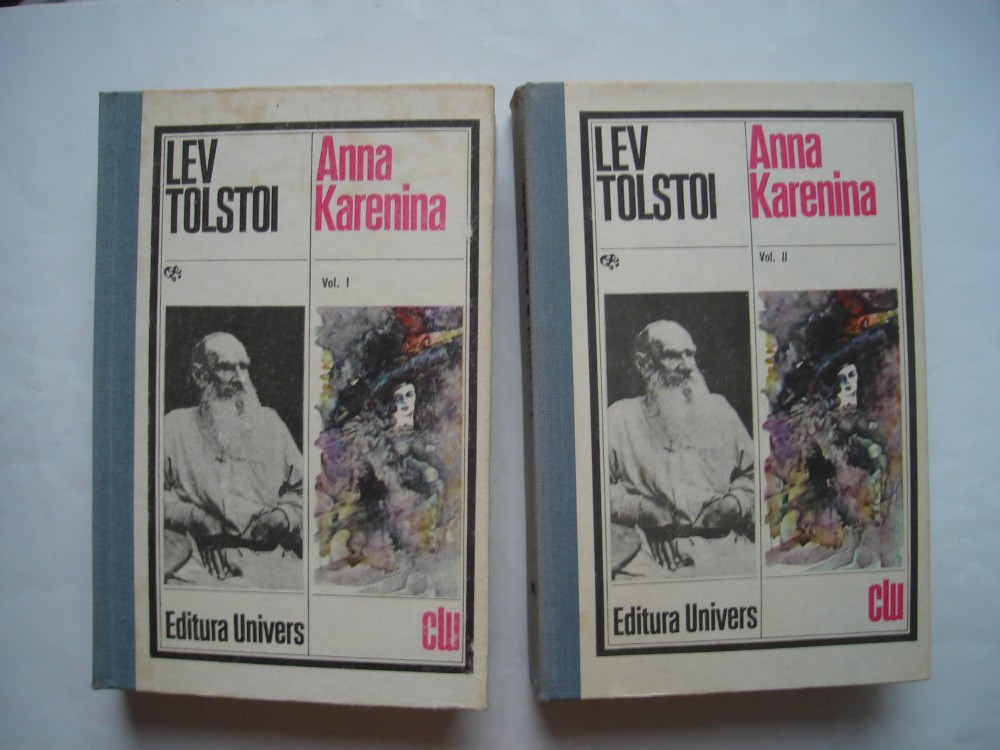 LEV
TOLSTOI
Anna
Karenina
Vol. I
Editura Univers
clu
LEV
TOLSTOI
Anna
Karenina
Vol. II
Editura Univers
clu